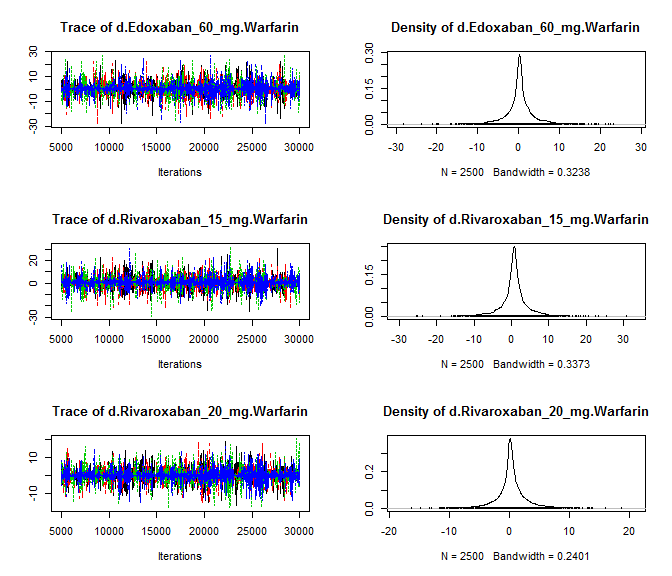 Trace of d.Edoxaban_60_mg.Warfarin
30
10
-10
-30
5000 10000 15000 20000 25000 30000
Iterations
Density of d.Edoxaban_60_mg.Warfarin
0.30
0.15
0.00
-30 -20 -10 0 10 20 30
N = 2500 Bandwidth = 0.3238
Trace of d.Rivaroxaban_15_mg.Warfarin
20
0
-30
5000 10000 15000 20000 25000 30000
Iterations
Density of d.Rivaroxaban_15_mg.Warfarin
0.15
0.00
-30 -20 -10 0 10 20 30
N = 2500 Bandwidth = 0.3373
Trace of d.Rivaroxaban_20_mg.Warfarin
10
-10
5000 10000 15000 20000 25000 30000
Iterations
Density of d.Rivaroxaban_20_mg.Warfarin
0.2
0.0
-20 -10 0 10 20
N = 2500 Bandwidth = 0.2401